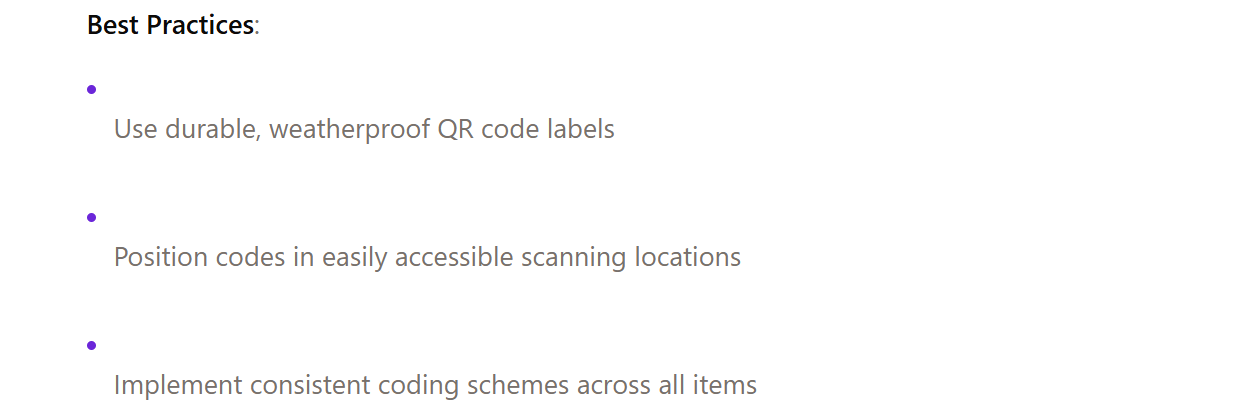 Best Practices:
• Use durable, weatherproof QR code labels
• Position codes in easily accessible scanning locations
• Implement consistent coding schemes across all items